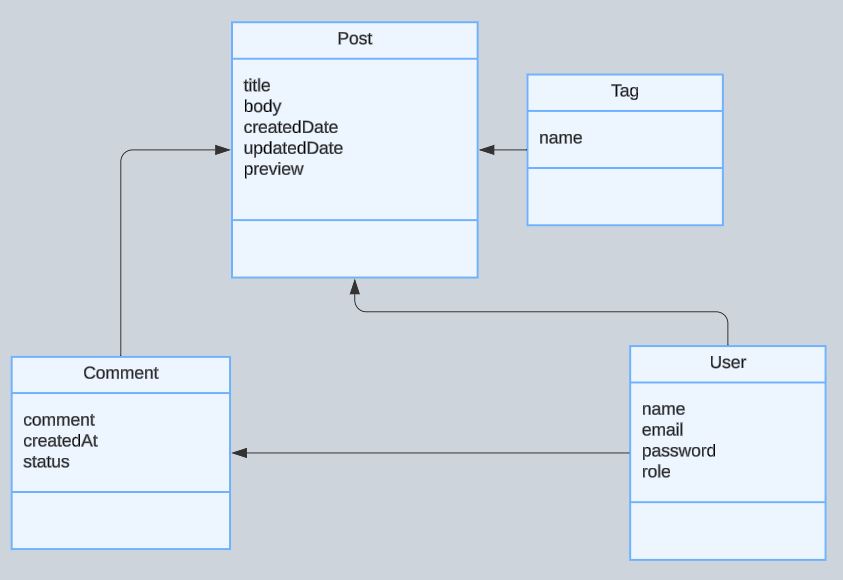 Post
title
body
createdDate
updatedDate
preview
Tag
name
Comment
comment
createdAt
status
User
name
email
password
role